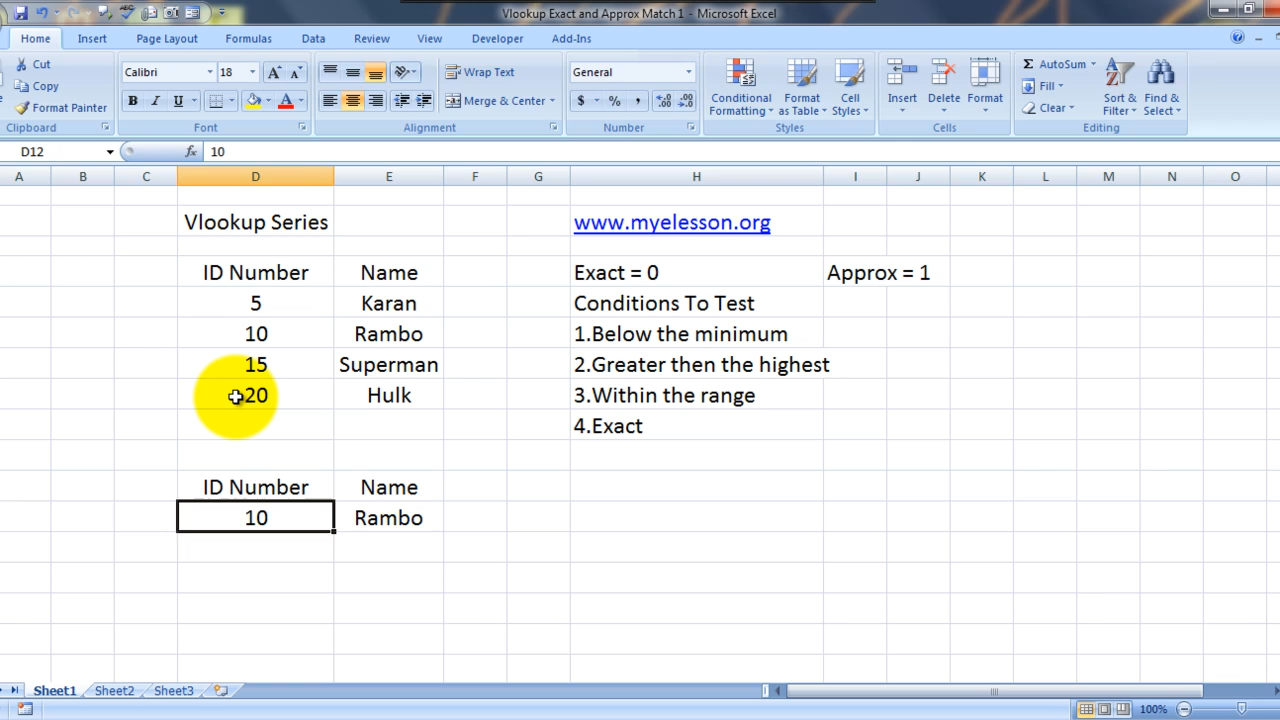 Vlookup Exact and Approx Match 1 - Microsoft Excel
Home Insert Page Layout Formulas Data Review View Developer Add-Ins
Cut
Copy
Format Painter
Clipboard
Calibri 18
B I U A
Font
Wrap Text
Merge & Center
Alignment
General
$ % ,
Number
Conditional Formatting
Format as Table
Cell Styles
Styles
Insert Delete Format
Cells
AutoSum
Fill
Clear
Sort & Filter
Find & Select
Editing
D12 fx 10
A B C D E F G H I J K L M N O
Vlookup Series www.myelesson.org
ID Number Name Exact = 0 Approx = 1
5 Karan Conditions To Test
10 Rambo 1.Below the minimum
15 Superman 2.Greater then the highest
20 Hulk 3.Within the range
4.Exact
ID Number Name
10 Rambo
Sheet1 Sheet2 Sheet3
100%